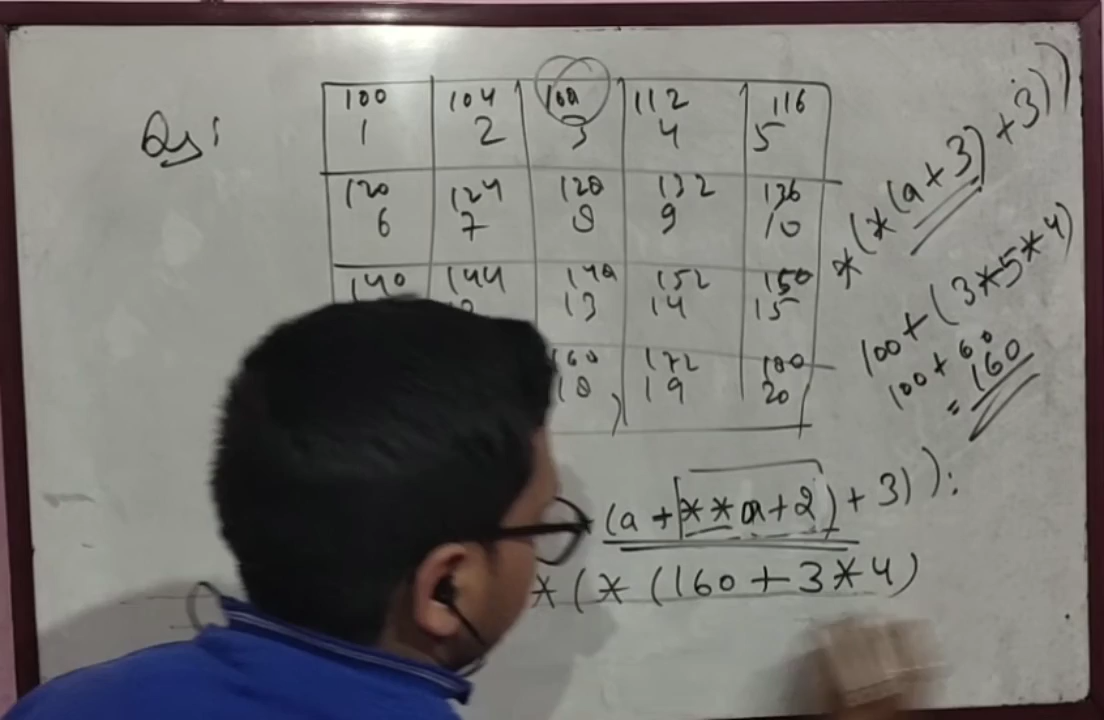 Qs:
100 104 108 112 116
1 2 3 4 5
120 124 128 132 136
6 7 8 9 10
140 144 148 152 150
13 14 15
160 172 180
18, 19 20
*(*(a+3)+3))
100+(3*5*4)
100+60
=160
(a+**a+2)+3)):
*(*(160+3*4)